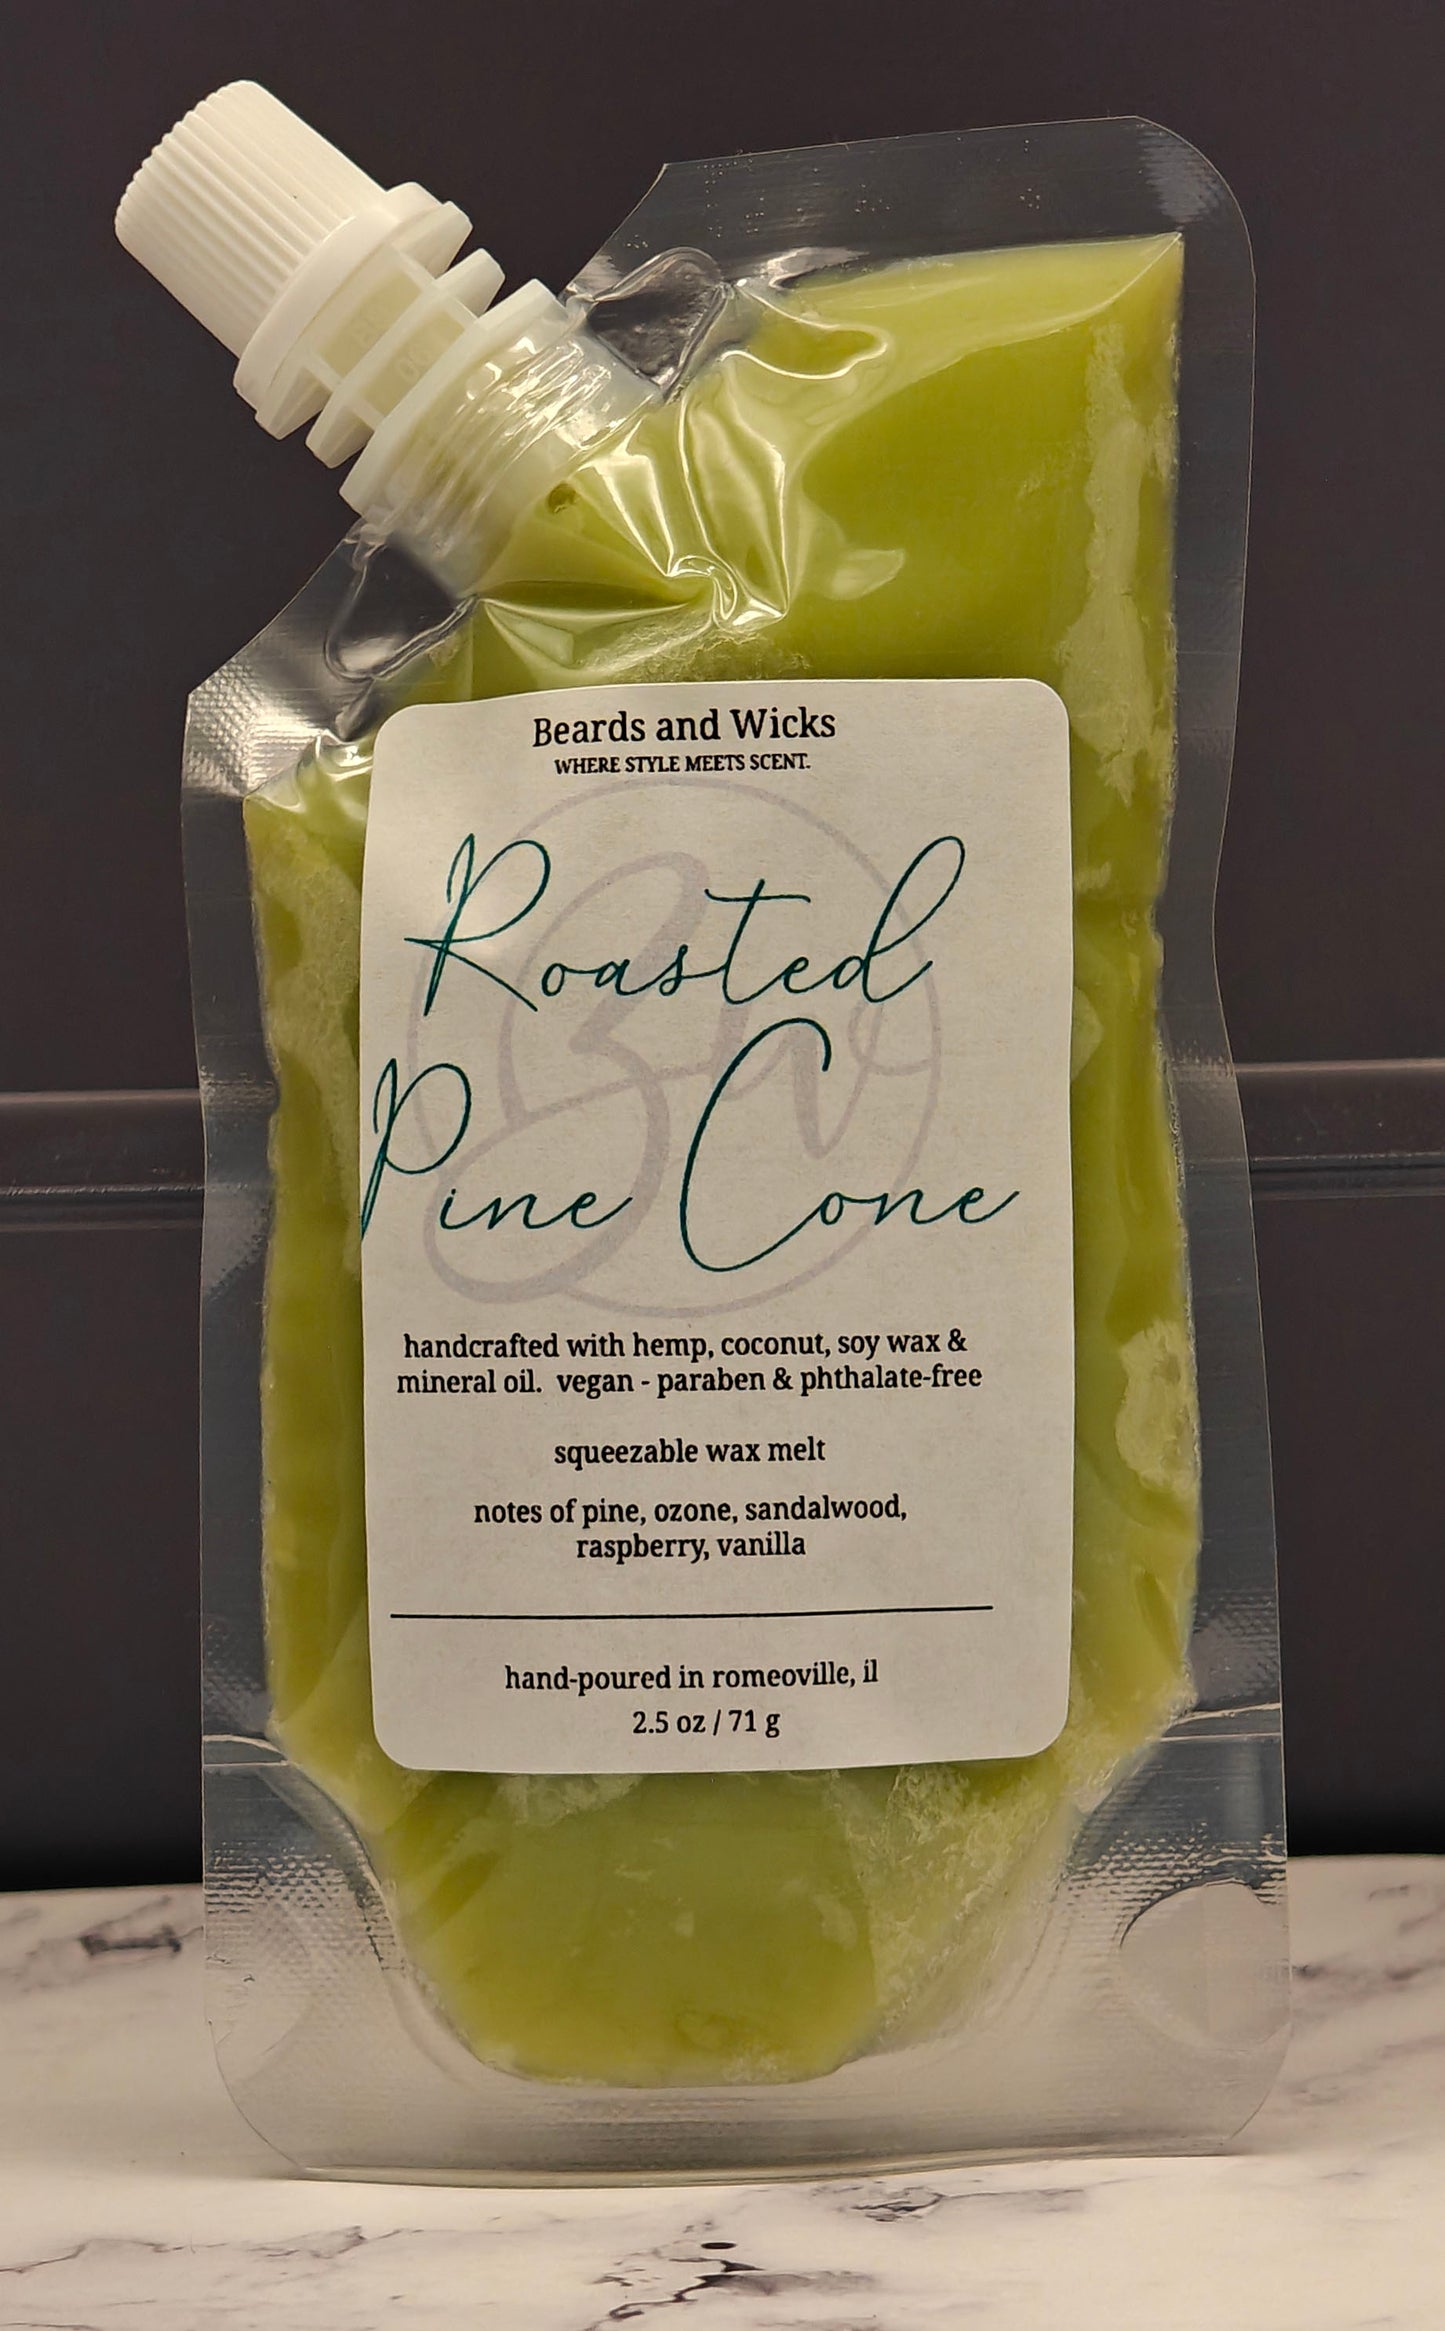 Beards and Wicks
WHERE STYLE MEETS SCENT.
Roasted
Pine Cone
handcrafted with hemp, coconut, soy wax &
mineral oil.  vegan - paraben & phthalate-free
squeezable wax melt
notes of pine, ozone, sandalwood,
raspberry, vanilla
hand-poured in romeoville, il
2.5 oz / 71 g